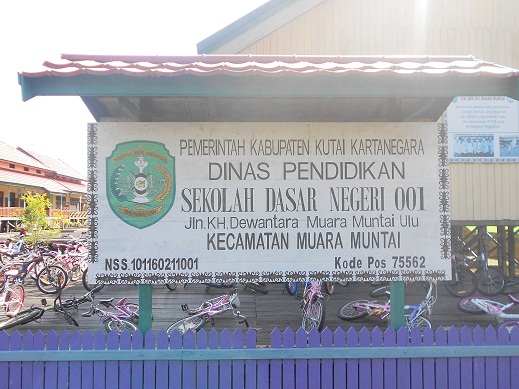 PEMERINTAH KABUPATEN KUTAI KARTANEGARA
DINAS PENDIDIKAN
SEKOLAH DASAR NEGERI 001
Jln.KH.Dewantara Muara Muntai Ulu
KECAMATAN MUARA MUNTAI
NSS.101160216001 Kode Pos 75562